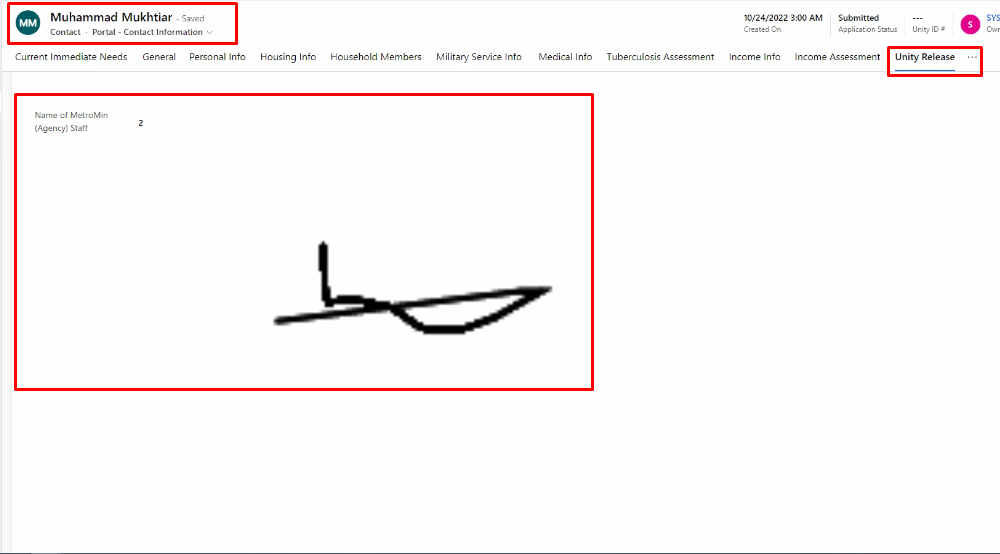 MM
Muhammad Mukhtiar - Saved
Contact · Portal - Contact Information
10/24/2022 3:00 AM
Created On
Submitted
Application Status
---
Unity ID #
S
SYS
Own
Current Immediate Needs General Personal Info Housing Info Household Members Military Service Info Medical Info Tuberculosis Assessment Income Info Income Assessment Unity Release ...
Name of MetroMin
(Agency) Staff
2